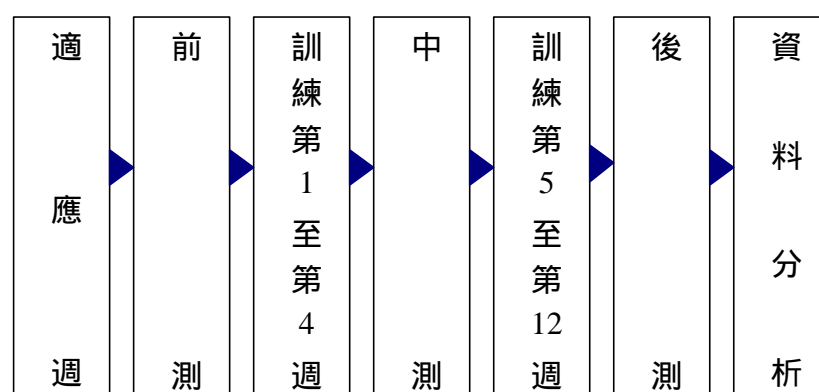 適應週
前測
訓練第1至第4週
中測
訓練第5至第12週
後測
資料分析